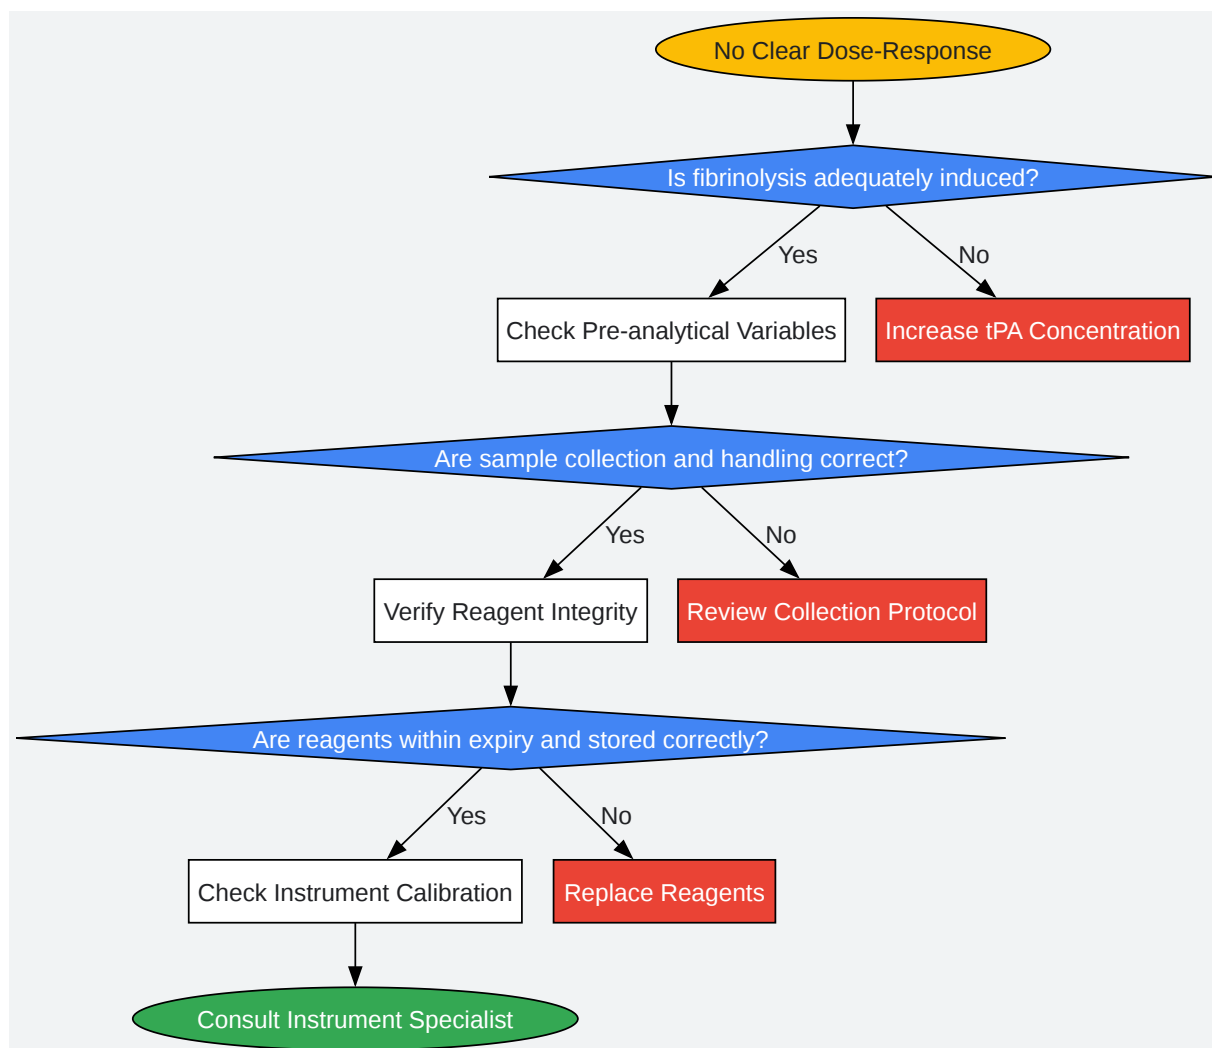 No Clear Dose-Response
Is fibrinolysis adequately induced?
Yes
No
Check Pre-analytical Variables
Increase tPA Concentration
Are sample collection and handling correct?
Yes
No
Verify Reagent Integrity
Review Collection Protocol
Are reagents within expiry and stored correctly?
Yes
No
Check Instrument Calibration
Replace Reagents
Consult Instrument Specialist